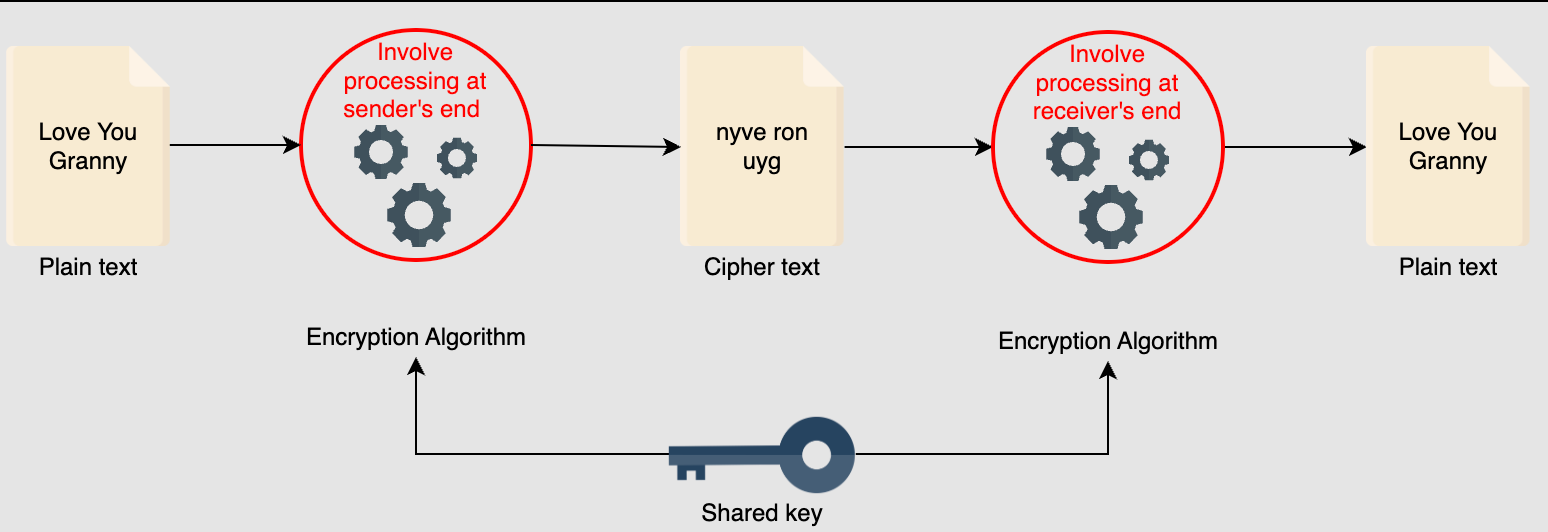 Love You
Granny
Plain text
Involve
processing at
sender's end
nyve ron
uyg
Cipher text
Involve
processing at
receiver's end
Love You
Granny
Plain text
Encryption Algorithm
Encryption Algorithm
Shared key